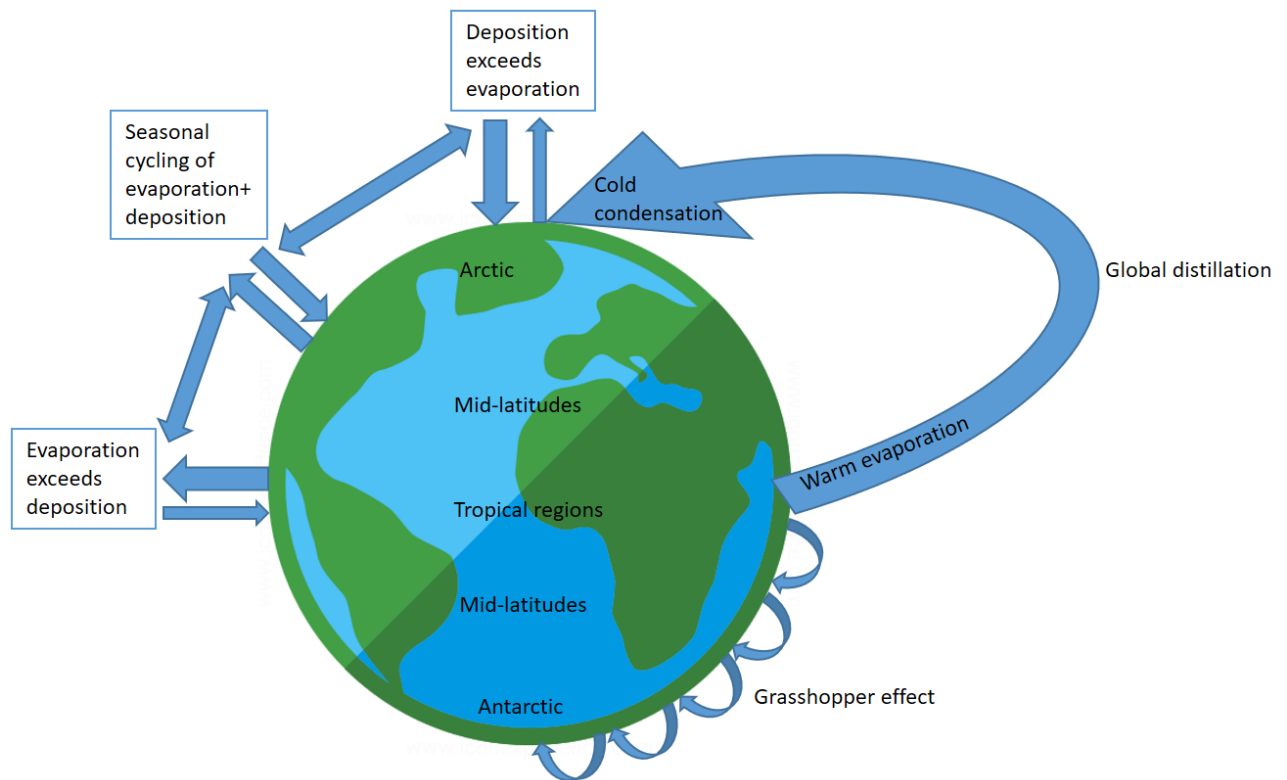 Deposition
exceeds
evaporation
Seasonal
cycling of
evaporation+
deposition
Cold
condensation
Arctic
Global distillation
Mid-latitudes
Evaporation
exceeds
deposition
Warm evaporation
Tropical regions
Mid-latitudes
Grasshopper effect
Antarctic